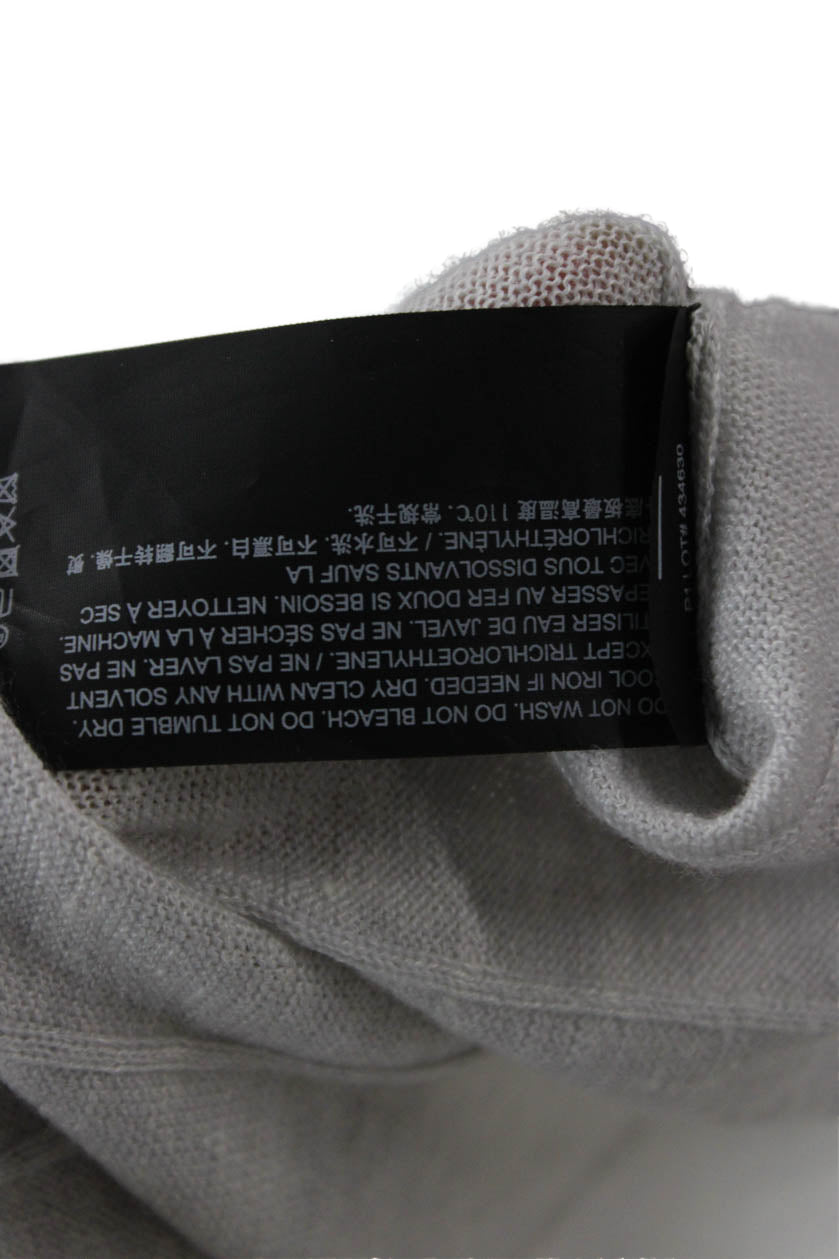 DO NOT WASH. DO NOT BLEACH. DO NOT TUMBLE DRY.
COOL IRON IF NEEDED. DRY CLEAN WITH ANY SOLVENT
EXCEPT TRICHLOROETHYLENE. / NE PAS LAVER. NE PAS
UTILISER EAU DE JAVEL. NE PAS SÉCHER À LA MACHINE.
REPASSER AU FER DOUX SI BESOIN. NETTOYER À SEC
AVEC TOUS DISSOLVANTS SAUF LA
TRICHLORÉTHYLÈNE. / 不可水洗. 不可漂白. 不可翻转干燥. 熨
斗底板最高温度 110℃. 常规干洗.
LOT# 434630